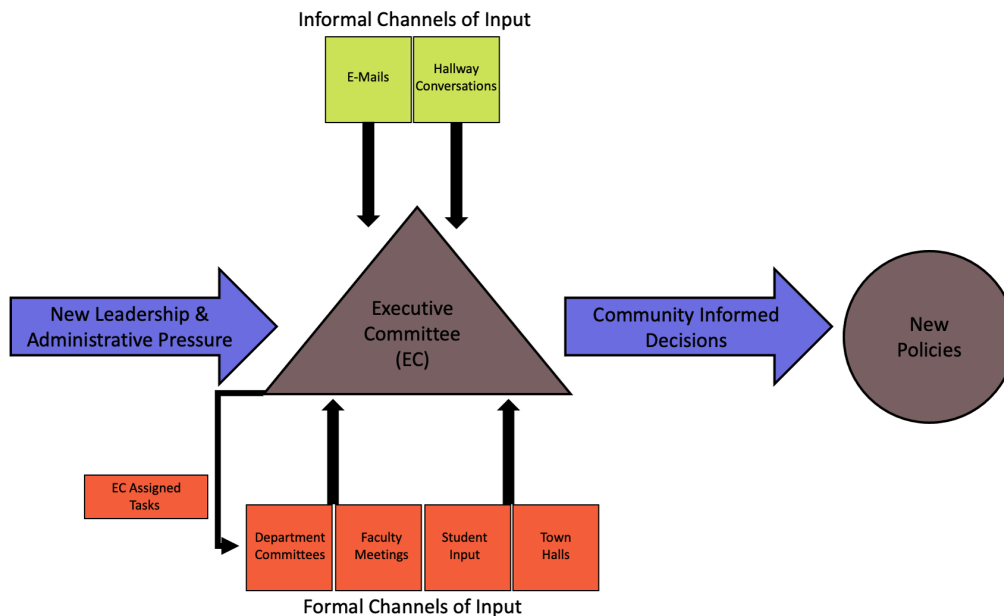 Informal Channels of Input
E-Mails
Hallway
Conversations
New Leadership &
Administrative Pressure
Executive
Committee
(EC)
Community Informed
Decisions
New
Policies
EC Assigned
Tasks
Department
Committees
Faculty
Meetings
Student
Input
Town
Halls
Formal Channels of Input